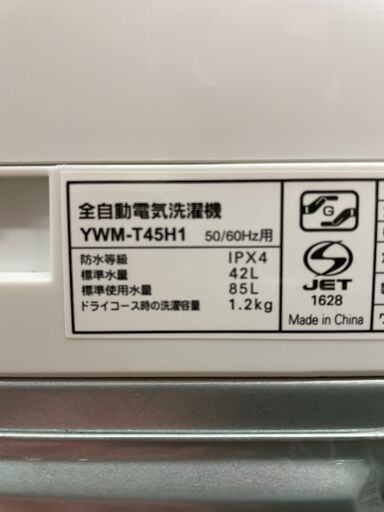 全自動電気洗濯機
YWM-T45H1 50/60Hz用
防水等級 IPX4
標準水量 42L
標準使用水量 85L
ドライコース時の洗濯容量 1.2kg
G
JET
1628
Made in China